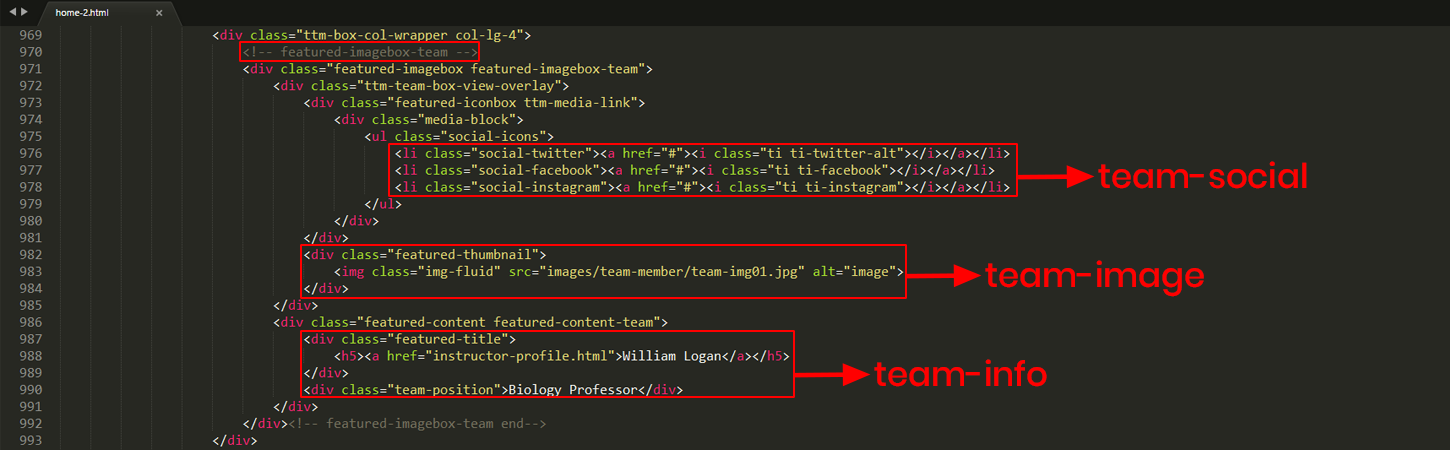 home-2.html ×
969 <div class="ttm-box-col-wrapper col-lg-4">
970 <!-- featured-imagebox-team -->
971 <div class="featured-imagebox featured-imagebox-team">
972 <div class="ttm-team-box-view-overlay">
973 <div class="featured-iconbox ttm-media-link">
974 <div class="media-block">
975 <ul class="social-icons">
976 <li class="social-twitter"><a href="#"><i class="ti ti-twitter-alt"></i></a></li>
977 <li class="social-facebook"><a href="#"><i class="ti ti-facebook"></i></a></li>
team-social
978 <li class="social-instagram"><a href="#"><i class="ti ti-instagram"></i></a></li>
979 </ul>
980 </div>
981 </div>
982 <div class="featured-thumbnail">
983 <img class="img-fluid" src="images/team-member/team-img01.jpg" alt="image">
team-image
984 </div>
985 </div>
986 <div class="featured-content featured-content-team">
987 <div class="featured-title">
988 <h5><a href="instructor-profile.html">William Logan</a></h5>
989 </div>
team-info
990 <div class="team-position">Biology Professor</div>
991 </div>
992 </div><!-- featured-imagebox-team end-->
993 </div>